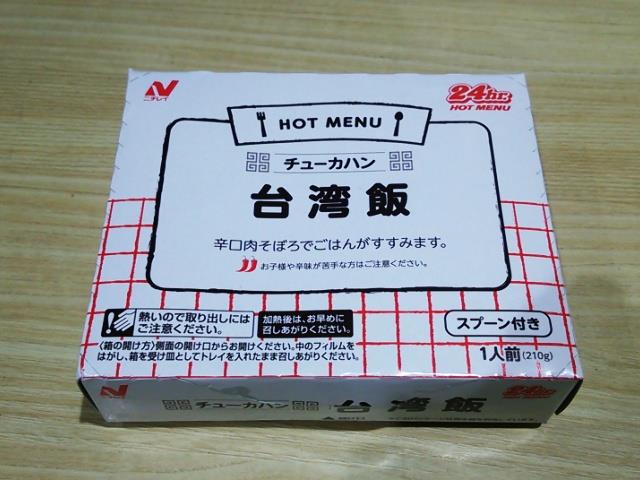 ニチレイ
24hr.
HOT MENU
HOT MENU
チューカハン
台湾飯
辛口肉そぼろでごはんがすすみます。
お子様や辛味が苦手な方はご注意ください。
熱いので取り出しには
ご注意ください。
加熱後は、お早めに
召しあがりください。
スプーン付き
〈箱の開け方〉側面の開け口からお開けください。中のフィルムを
はがし、箱を受け皿としてトレイを入れたまま召しあがりください。
1人前(210g)
チューカハン
台湾飯
24hr.
HOT MENU